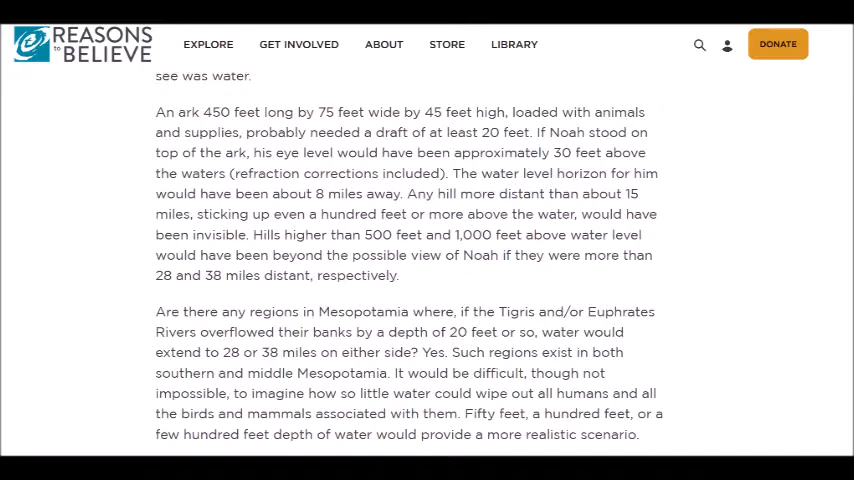 REASONS
to BELIEVE
EXPLORE
GET INVOLVED
ABOUT
STORE
LIBRARY
DONATE
see was water.
An ark 450 feet long by 75 feet wide by 45 feet high, loaded with animals
and supplies, probably needed a draft of at least 20 feet. If Noah stood on
top of the ark, his eye level would have been approximately 30 feet above
the waters (refraction corrections included). The water level horizon for him
would have been about 8 miles away. Any hill more distant than about 15
miles, sticking up even a hundred feet or more above the water, would have
been invisible. Hills higher than 500 feet and 1,000 feet above water level
would have been beyond the possible view of Noah if they were more than
28 and 38 miles distant, respectively.
Are there any regions in Mesopotamia where, if the Tigris and/or Euphrates
Rivers overflowed their banks by a depth of 20 feet or so, water would
extend to 28 or 38 miles on either side? Yes. Such regions exist in both
southern and middle Mesopotamia. It would be difficult, though not
impossible, to imagine how so little water could wipe out all humans and all
the birds and mammals associated with them. Fifty feet, a hundred feet, or a
few hundred feet depth of water would provide a more realistic scenario.